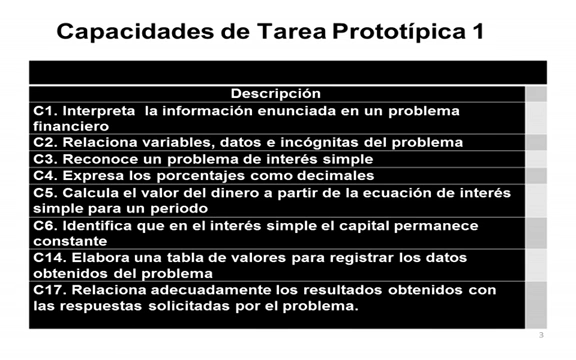 Capacidades de Tarea Prototípica 1
Descripción
C1. Interpreta la información enunciada en un problema
financiero
C2. Relaciona variables, datos e incógnitas del problema
C3. Reconoce un problema de interés simple
C4. Expresa los porcentajes como decimales
C5. Calcula el valor del dinero a partir de la ecuación de interés
simple para un periodo
C6. Identifica que en el interés simple el capital permanece
constante
C14. Elabora una tabla de valores para registrar los datos
obtenidos del problema
C17. Relaciona adecuadamente los resultados obtenidos con
las respuestas solicitadas por el problema.
3